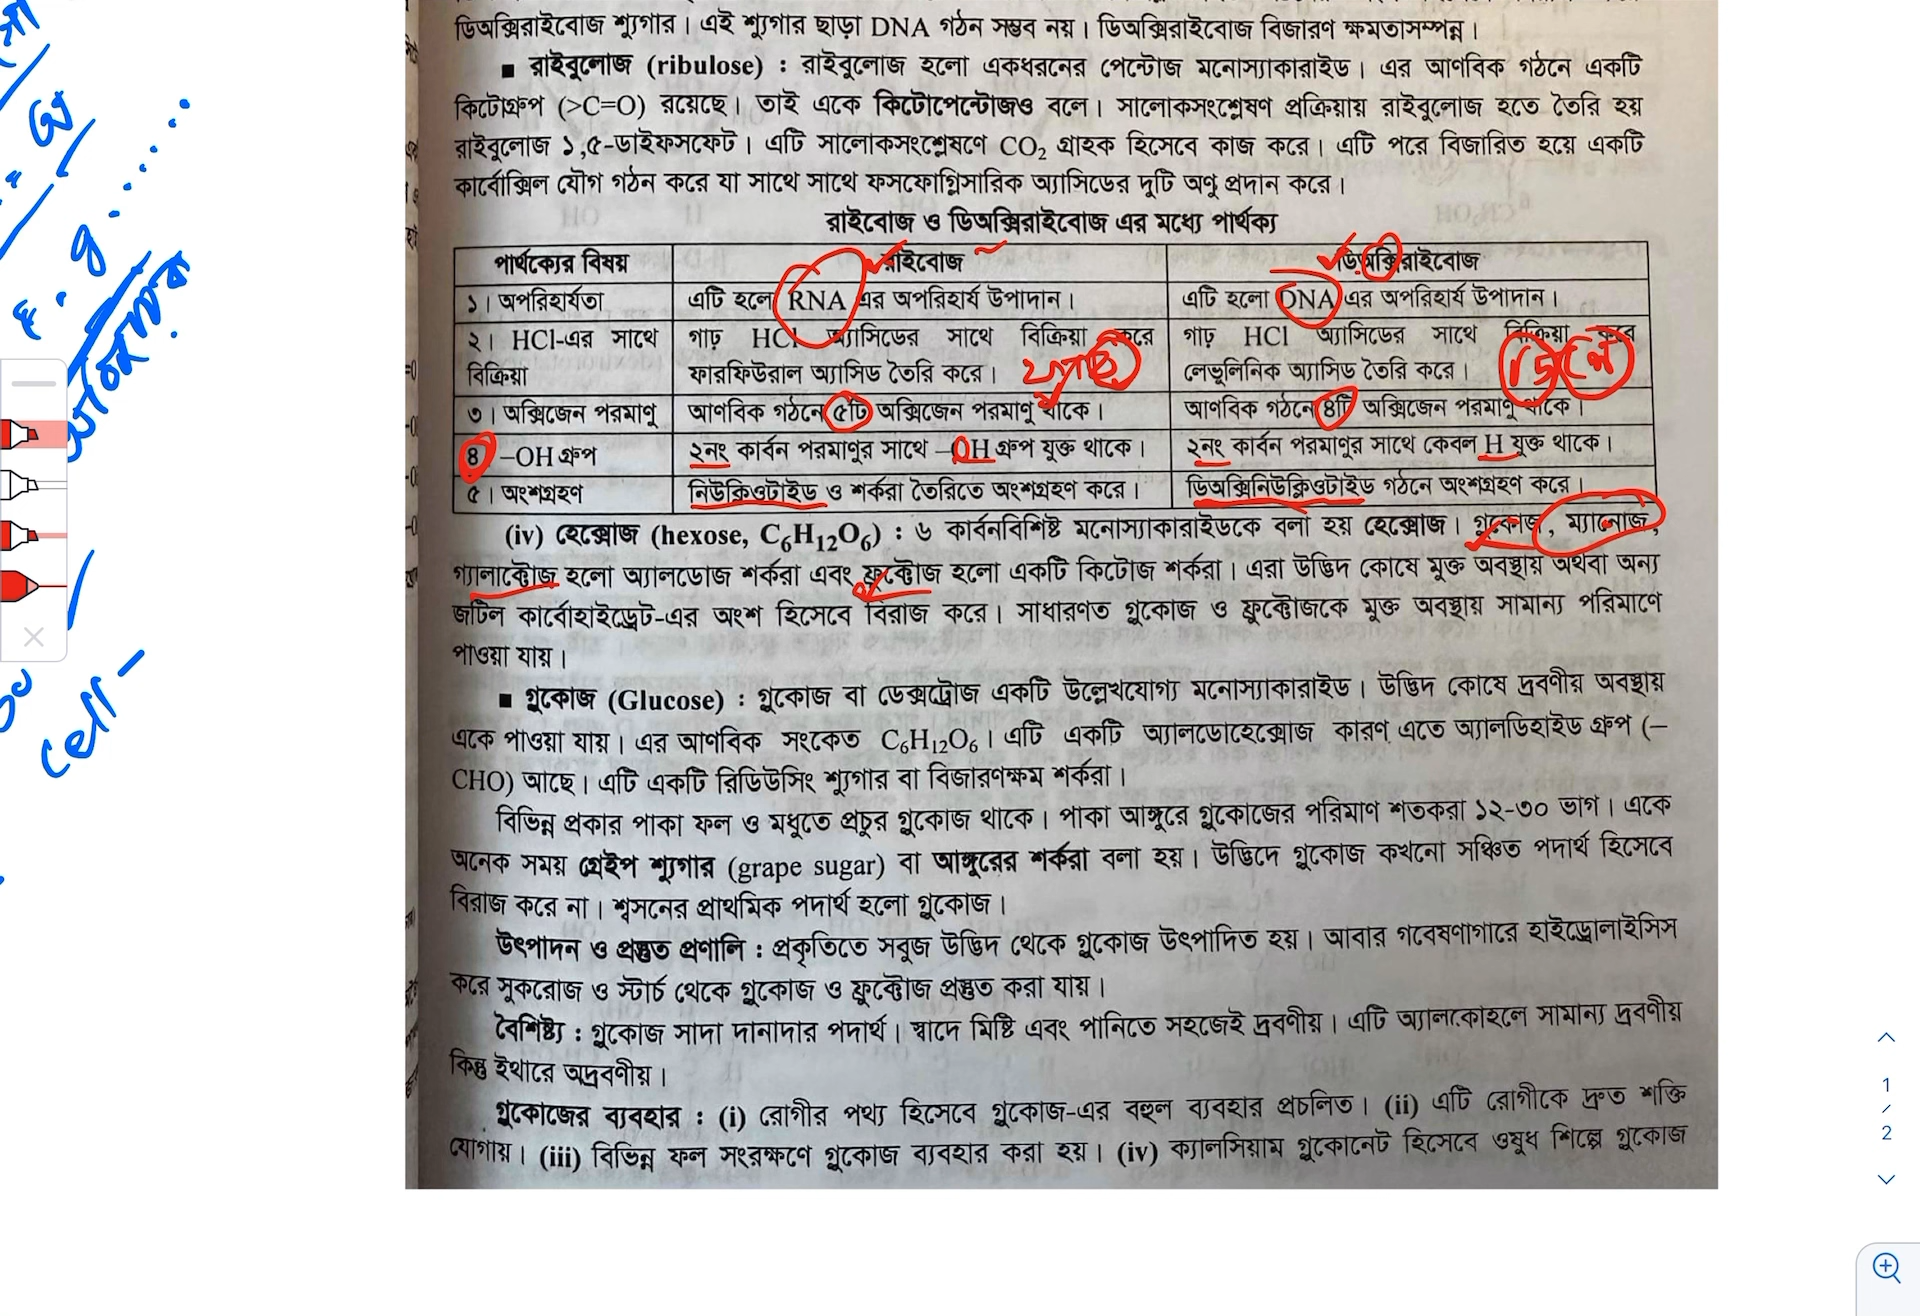 ডিঅক্সিরাইবোজ শ্যুগার। এই শ্যুগার ছাড়া DNA গঠন সম্ভব নয়। ডিঅক্সিরাইবোজ বিজারণ ক্ষমতাসম্পন্ন।
■ রাইবুলোজ (ribulose) : রাইবুলোজ হলো একধরনের পেন্টোজ মনোস্যাকারাইড। এর আণবিক গঠনে একটি
কিটোগ্রুপ (>C=O) রয়েছে। তাই একে কিটোপেন্টোজও বলে। সালোকসংশ্লেষণ প্রক্রিয়ায় রাইবুলোজ হতে তৈরি হয়
রাইবুলোজ ১,৫-ডাইফসফেট। এটি সালোকসংশ্লেষণে CO₂ গ্রাহক হিসেবে কাজ করে। এটি পরে বিজারিত হয়ে একটি
কার্বোক্সিল যৌগ গঠন করে যা সাথে সাথে ফসফোগ্লিসারিক অ্যাসিডের দুটি অণু প্রদান করে।
রাইবোজ ও ডিঅক্সিরাইবোজ এর মধ্যে পার্থক্য
পার্থক্যের বিষয় রাইবোজ ডিঅক্সিরাইবোজ
১। অপরিহার্যতা এটি হলো RNA এর অপরিহার্য উপাদান। এটি হলো DNA এর অপরিহার্য উপাদান।
২। HCl-এর সাথে গাঢ় HCl অ্যাসিডের সাথে বিক্রিয়া করে গাঢ় HCl অ্যাসিডের সাথে বিক্রিয়া করে
বিক্রিয়া ফারফিউরাল অ্যাসিড তৈরি করে। লেভুলিনিক অ্যাসিড তৈরি করে।
৩। অক্সিজেন পরমাণু আণবিক গঠনে ৫টি অক্সিজেন পরমাণু থাকে। আণবিক গঠনে ৪টি অক্সিজেন পরমাণু থাকে।
৪ –OH গ্রুপ ২নং কার্বন পরমাণুর সাথে –OH গ্রুপ যুক্ত থাকে। ২নং কার্বন পরমাণুর সাথে কেবল H যুক্ত থাকে।
৫। অংশগ্রহণ নিউক্লিওটাইড ও শর্করা তৈরিতে অংশগ্রহণ করে। ডিঅক্সিনিউক্লিওটাইড গঠনে অংশগ্রহণ করে।
(iv) হেক্সোজ (hexose, C₆H₁₂O₆) : ৬ কার্বনবিশিষ্ট মনোস্যাকারাইডকে বলা হয় হেক্সোজ। গ্লুকোজ, ম্যানোজ,
গ্যালাক্টোজ হলো অ্যালডোজ শর্করা এবং ফ্রুক্টোজ হলো একটি কিটোজ শর্করা। এরা উদ্ভিদ কোষে মুক্ত অবস্থায় অথবা অন্য
জটিল কার্বোহাইড্রেট-এর অংশ হিসেবে বিরাজ করে। সাধারণত গ্লুকোজ ও ফ্রুক্টোজকে মুক্ত অবস্থায় সামান্য পরিমাণে
পাওয়া যায়।
■ গ্লুকোজ (Glucose) : গ্লুকোজ বা ডেক্সট্রোজ একটি উল্লেখযোগ্য মনোস্যাকারাইড। উদ্ভিদ কোষে দ্রবণীয় অবস্থায়
একে পাওয়া যায়। এর আণবিক সংকেত C₆H₁₂O₆। এটি একটি অ্যালডোহেক্সোজ কারণ এতে অ্যালডিহাইড গ্রুপ (–
CHO) আছে। এটি একটি রিডিউসিং শ্যুগার বা বিজারণক্ষম শর্করা।
বিভিন্ন প্রকার পাকা ফল ও মধুতে প্রচুর গ্লুকোজ থাকে। পাকা আঙ্গুরে গ্লুকোজের পরিমাণ শতকরা ১২-৩০ ভাগ। একে
অনেক সময় গ্রেইপ শ্যুগার (grape sugar) বা আঙ্গুরের শর্করা বলা হয়। উদ্ভিদে গ্লুকোজ কখনো সঞ্চিত পদার্থ হিসেবে
বিরাজ করে না। শ্বসনের প্রাথমিক পদার্থ হলো গ্লুকোজ।
উৎপাদন ও প্রস্তুত প্রণালি : প্রকৃতিতে সবুজ উদ্ভিদ থেকে গ্লুকোজ উৎপাদিত হয়। আবার গবেষণাগারে হাইড্রোলাইসিস
করে সুকরোজ ও স্টার্চ থেকে গ্লুকোজ ও ফ্রুক্টোজ প্রস্তুত করা যায়।
বৈশিষ্ট্য : গ্লুকোজ সাদা দানাদার পদার্থ। স্বাদে মিষ্টি এবং পানিতে সহজেই দ্রবণীয়। এটি অ্যালকোহলে সামান্য দ্রবণীয়
কিন্তু ইথারে অদ্রবণীয়।
গ্লুকোজের ব্যবহার : (i) রোগীর পথ্য হিসেবে গ্লুকোজ-এর বহুল ব্যবহার প্রচলিত। (ii) এটি রোগীকে দ্রুত শক্তি
যোগায়। (iii) বিভিন্ন ফল সংরক্ষণে গ্লুকোজ ব্যবহার করা হয়। (iv) ক্যালসিয়াম গ্লুকোনেট হিসেবে ওষুধ শিল্পে গ্লুকোজ
cell -
1
/
2